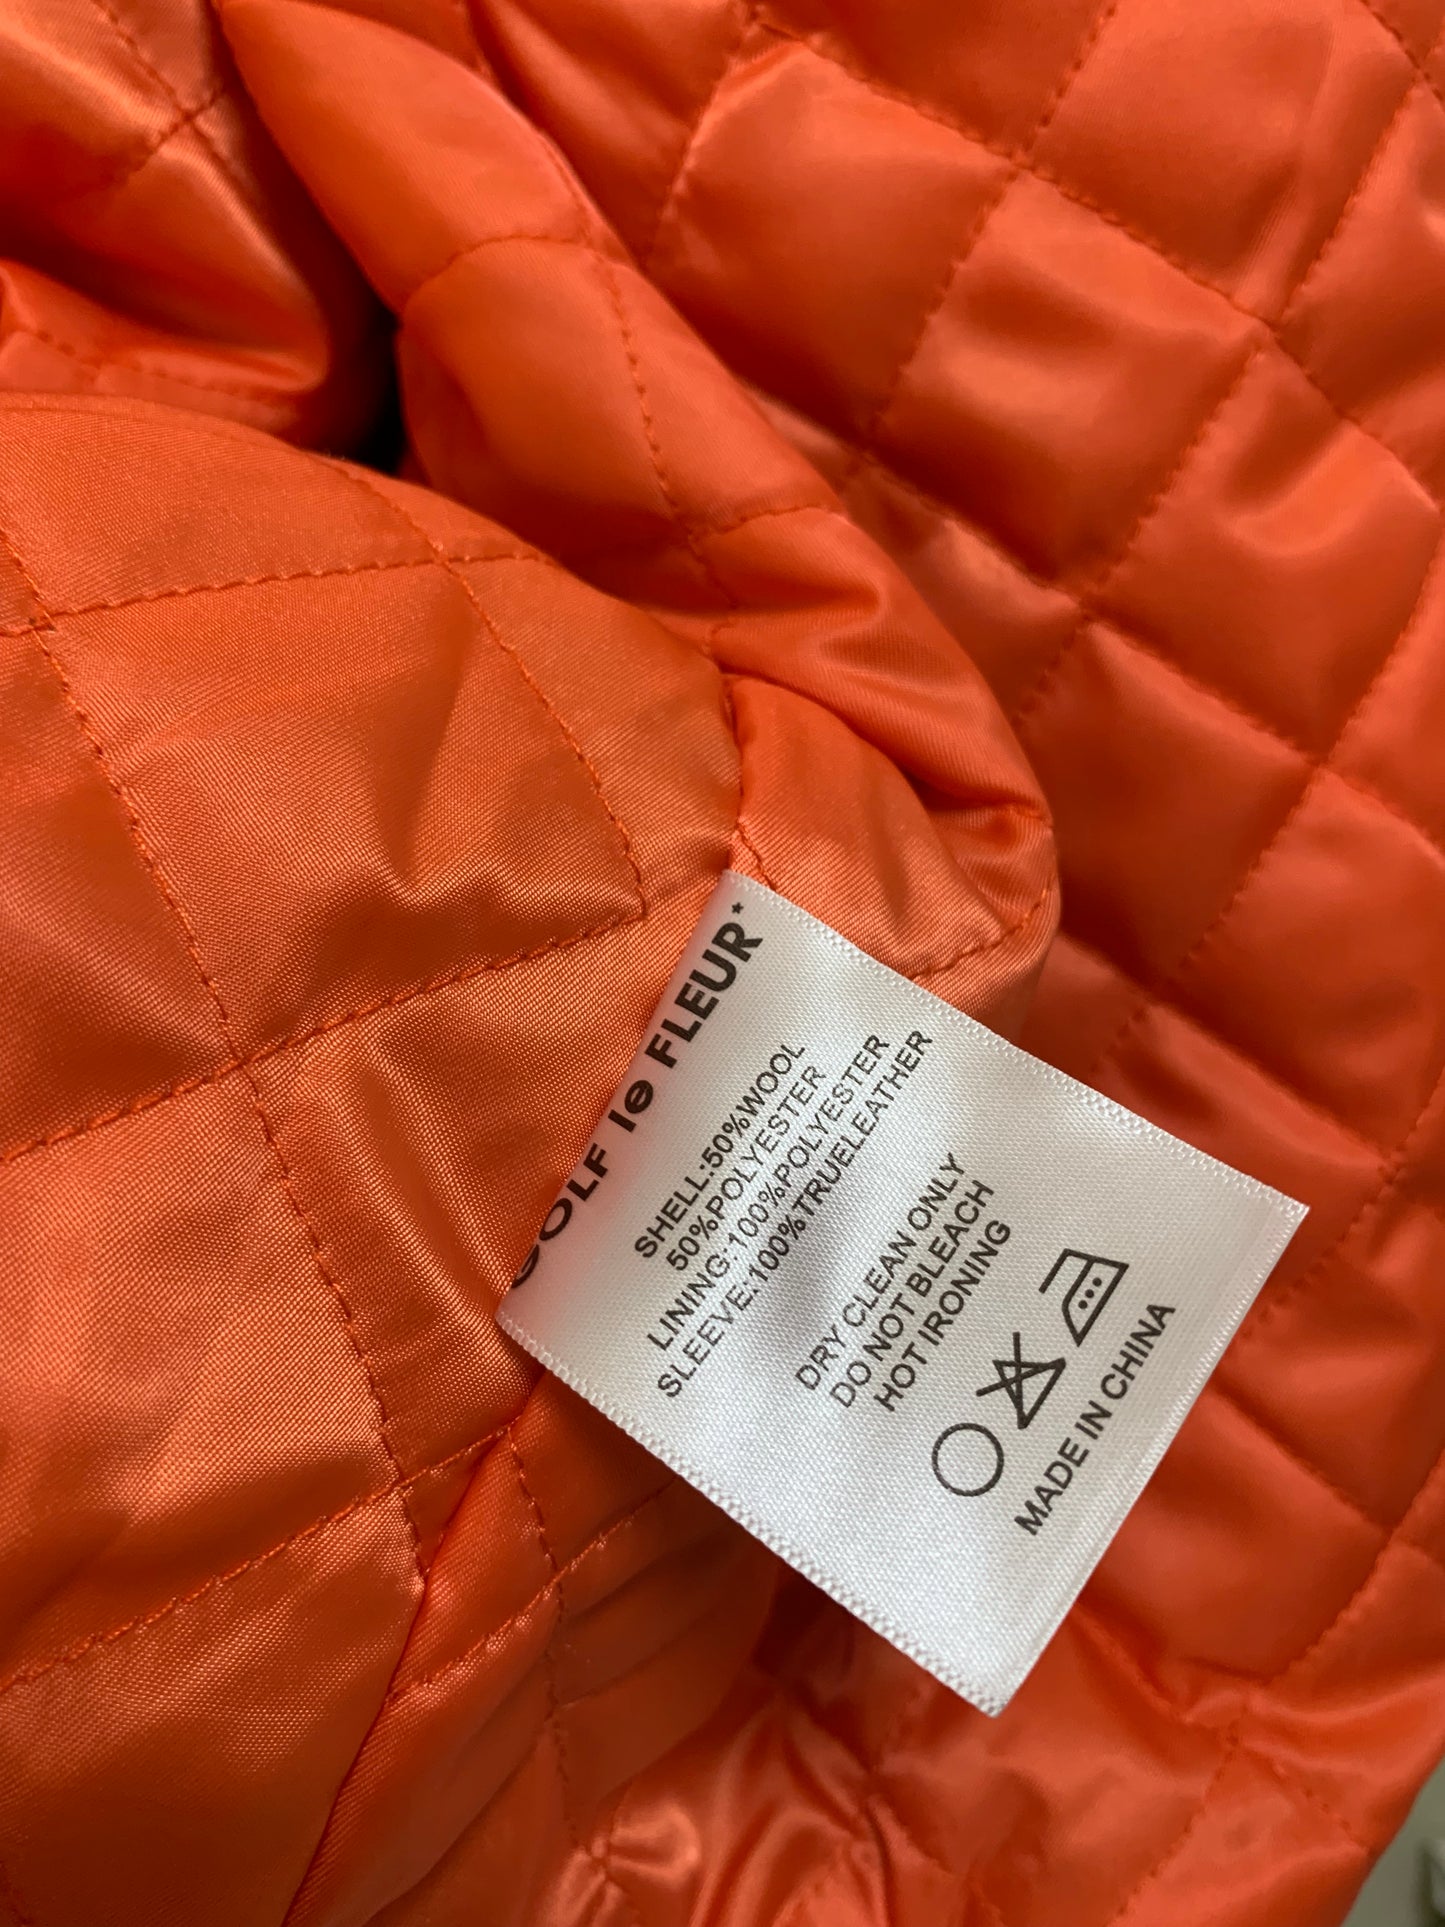 GOLF le FLEUR*
SHELL:50%WOOL
50%POLYESTER
LINING:100%POLYESTER
SLEEVE:100%TRUELEATHER
DRY CLEAN ONLY
DO NOT BLEACH
HOT IRONING
MADE IN CHINA